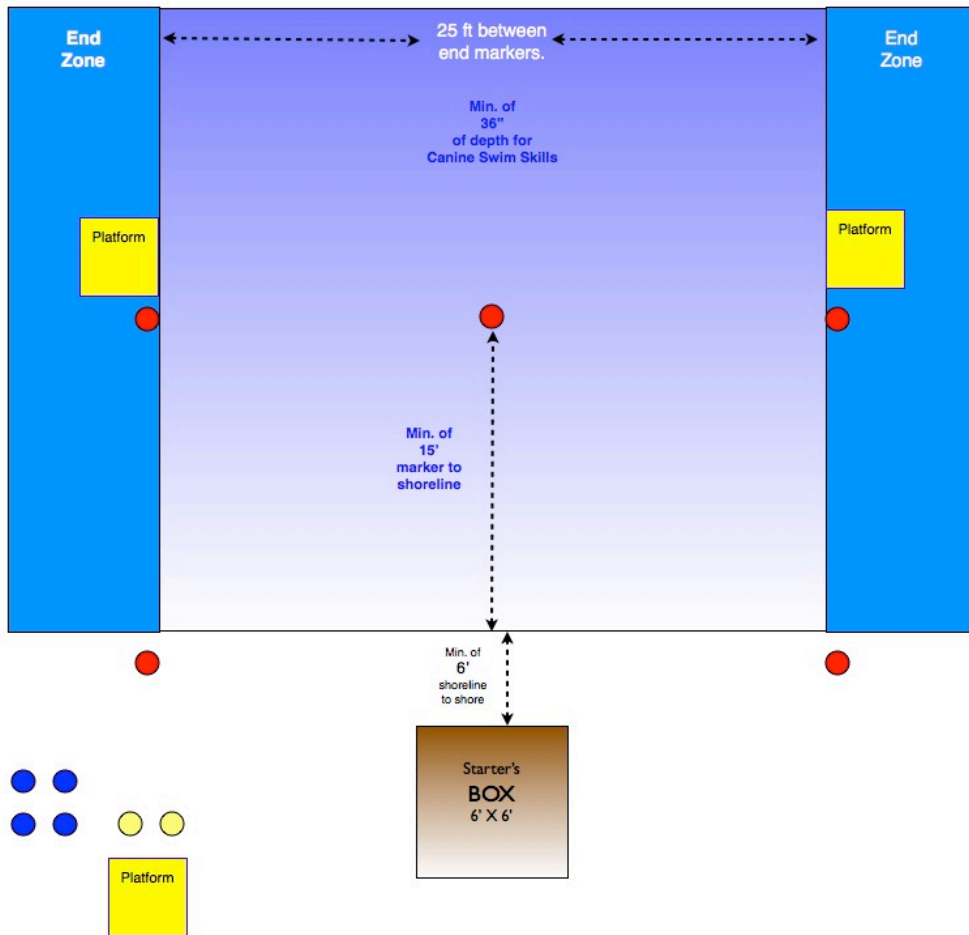 End
Zone
25 ft between
end markers.
End
Zone
Min. of
36"
of depth for
Canine Swim Skills
Platform
Platform
Min. of
15'
marker to
shoreline
Min. of
6'
shoreline
to shore
Starter's
BOX
6' X 6'
Platform